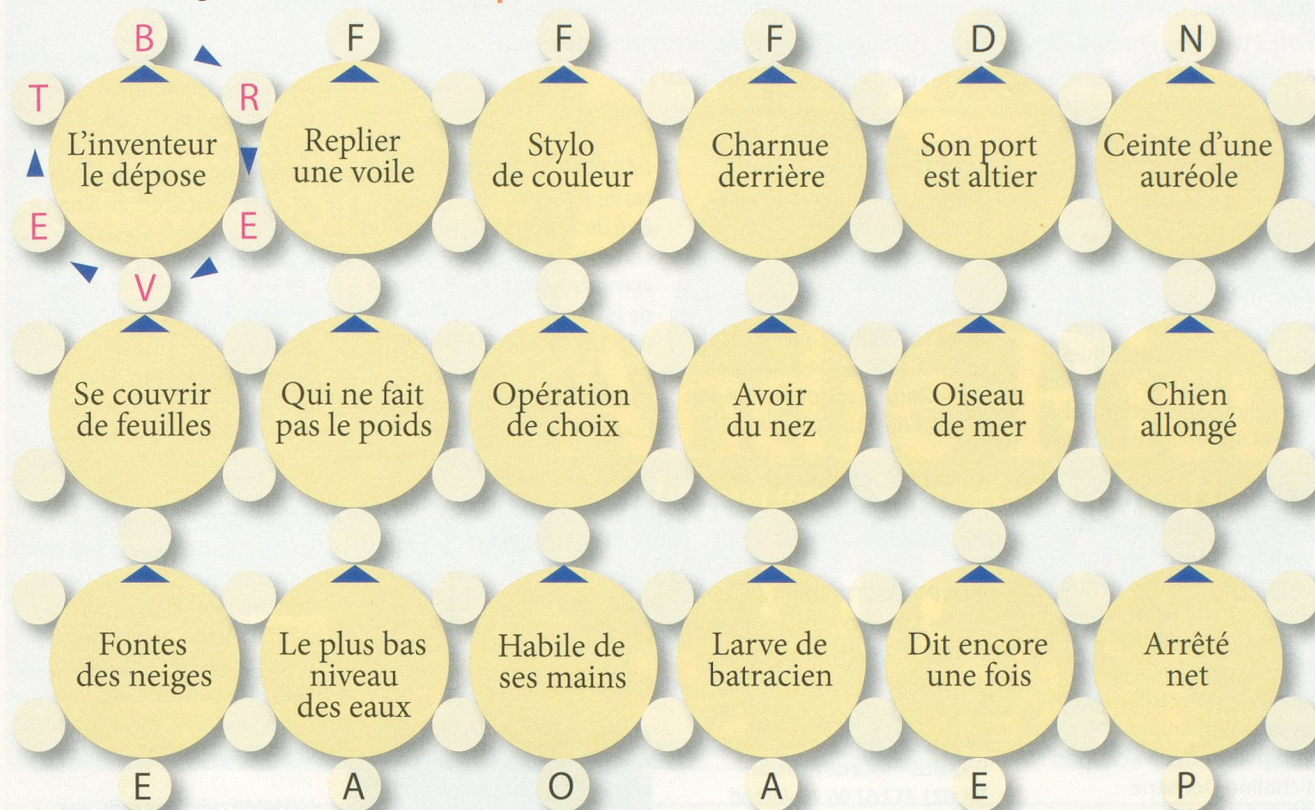 B
F
F
F
D
N
T
R
L'inventeur
le dépose
Replier
une voile
Stylo
de couleur
Charnue
derrière
Son port
est altier
Ceinte d'une
auréole
E
E
V
Se couvrir
de feuilles
Qui ne fait
pas le poids
Opération
de choix
Avoir
du nez
Oiseau
de mer
Chien
allongé
Fontes
des neiges
Le plus bas
niveau
des eaux
Habile de
ses mains
Larve de
batracien
Dit encore
une fois
Arrêté
net
E
A
O
A
E
P